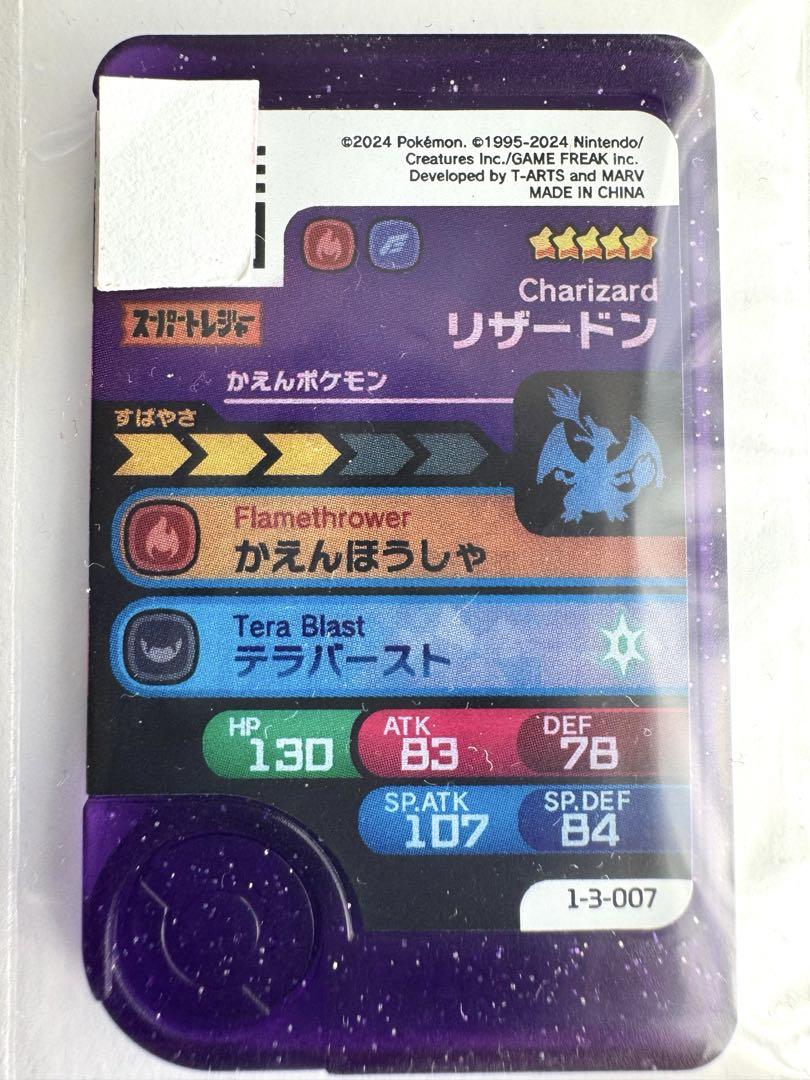 ©2024 Pokémon. ©1995-2024 Nintendo/
Creatures Inc./GAME FREAK inc.
Developed by T-ARTS and MARV
MADE IN CHINA
Charizard
スーパートレジャー
リザードン
かえんポケモン
すばやさ
Flamethrower
かえんほうしゃ
Tera Blast
テラバースト
HP 130 ATK 83 DEF 78
SP.ATK 107 SP.DEF 84
1-3-007